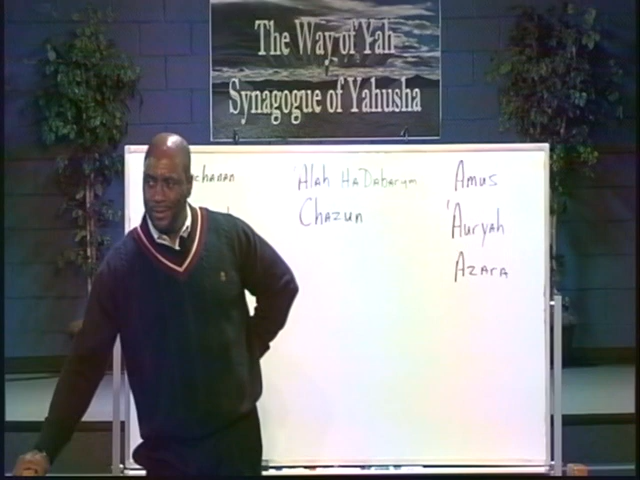 The Way of Yah
Synagogue of Yahusha
'Alah HaDabarym
Chazun
Amus
'Auryah
Azara